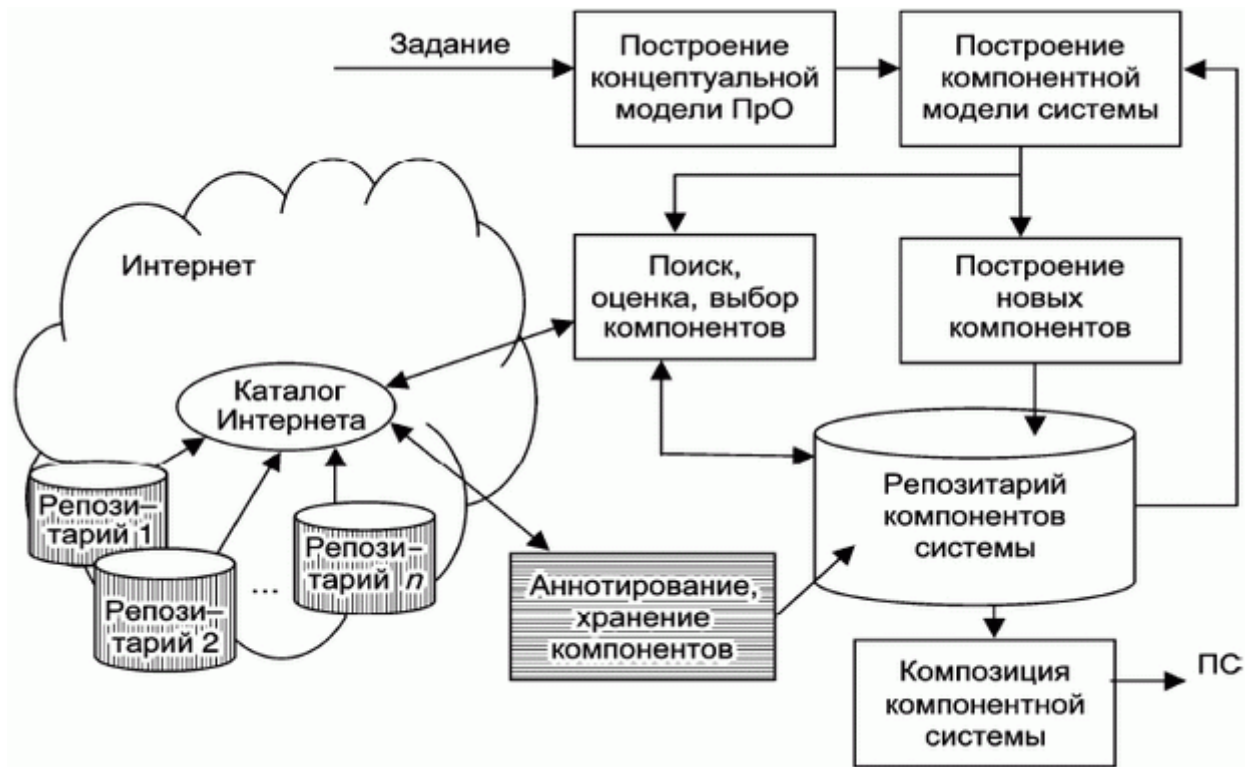 Задание
Построение
концептуальной
модели ПрО
Построение
компонентной
модели системы
Интернет
Поиск,
оценка, выбор
компонентов
Построение
новых
компонентов
Каталог
Интернета
Репози–
тарий 1
Репози–
тарий 2
...
Репози–
тарий n
Аннотирование,
хранение
компонентов
Репозитарий
компонентов
системы
Композиция
компонентной
системы
ПС